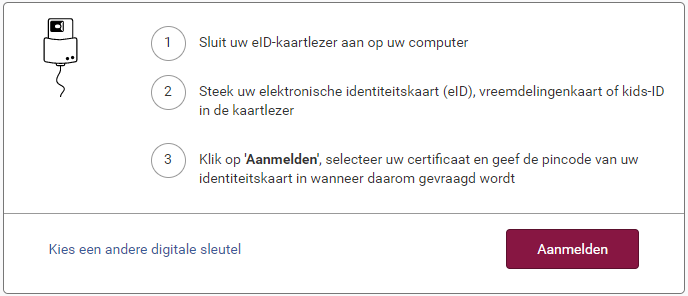 1 Sluit uw eID-kaartlezer aan op uw computer
2 Steek uw elektronische identiteitskaart (eID), vreemdelingenkaart of kids-ID
in de kaartlezer
3 Klik op 'Aanmelden', selecteer uw certificaat en geef de pincode van uw
identiteitskaart in wanneer daarom gevraagd wordt
Kies een andere digitale sleutel
Aanmelden